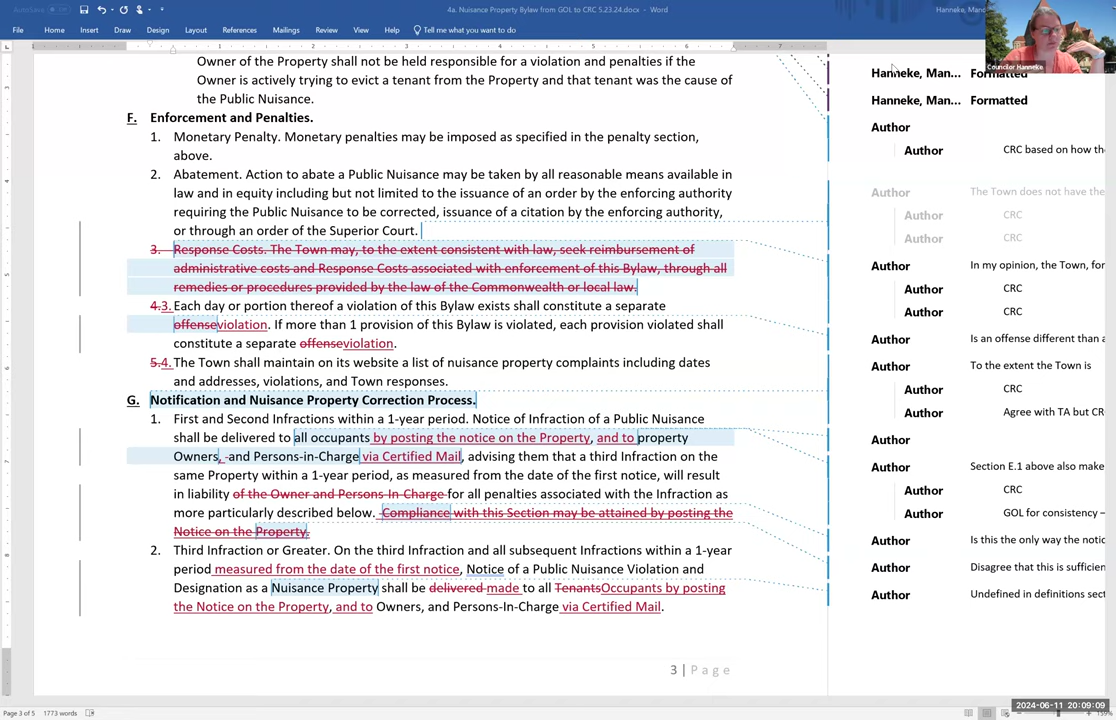 4a. Nuisance Property Bylaw from GOL to CRC 5.23.24.docx - Word
File Home Insert Draw Design Layout References Mailings Review View Help Tell me what you want to do
Councilor Hanneke
Owner of the Property shall not be held responsible for a violation and penalties if the
Owner is actively trying to evict a tenant from the Property and that tenant was the cause of
the Public Nuisance.
F. Enforcement and Penalties.
1. Monetary Penalty. Monetary penalties may be imposed as specified in the penalty section,
above.
2. Abatement. Action to abate a Public Nuisance may be taken by all reasonable means available in
law and in equity including but not limited to the issuance of an order by the enforcing authority
requiring the Public Nuisance to be corrected, issuance of a citation by the enforcing authority,
or through an order of the Superior Court.
3. Response Costs. The Town may, to the extent consistent with law, seek reimbursement of
administrative costs and Response Costs associated with enforcement of this Bylaw, through all
remedies or procedures provided by the law of the Commonwealth or local law.
4.3. Each day or portion thereof a violation of this Bylaw exists shall constitute a separate
offenseviolation. If more than 1 provision of this Bylaw is violated, each provision violated shall
constitute a separate offenseviolation.
5.4. The Town shall maintain on its website a list of nuisance property complaints including dates
and addresses, violations, and Town responses.
G. Notification and Nuisance Property Correction Process.
1. First and Second Infractions within a 1-year period. Notice of Infraction of a Public Nuisance
shall be delivered to all occupants by posting the notice on the Property, and to property
Owners, and Persons-in-Charge via Certified Mail, advising them that a third Infraction on the
same Property within a 1-year period, as measured from the date of the first notice, will result
in liability of the Owner and Persons-In-Charge for all penalties associated with the Infraction as
more particularly described below. Compliance with this Section may be attained by posting the
Notice on the Property.
2. Third Infraction or Greater. On the third Infraction and all subsequent Infractions within a 1-year
period measured from the date of the first notice, Notice of a Public Nuisance Violation and
Designation as a Nuisance Property shall be delivered made to all TenantsOccupants by posting
the Notice on the Property, and to Owners, and Persons-In-Charge via Certified Mail.
3 | Page
Hanneke, Man... Formatted
Hanneke, Man... Formatted
Author
Author CRC based on how th
Author The Town does not have the
Author CRC
Author CRC
Author In my opinion, the Town, for
Author CRC
Author CRC
Author Is an offense different than a
Author To the extent the Town is
Author CRC
Author Agree with TA but CR
Author
Author Section E.1 above also make
Author CRC
Author GOL for consistency –
Author Is this the only way the notic
Author Disagree that this is sufficien
Author Undefined in definitions sect
Page 3 of 5 1773 words
2024-06-11 20:09:09